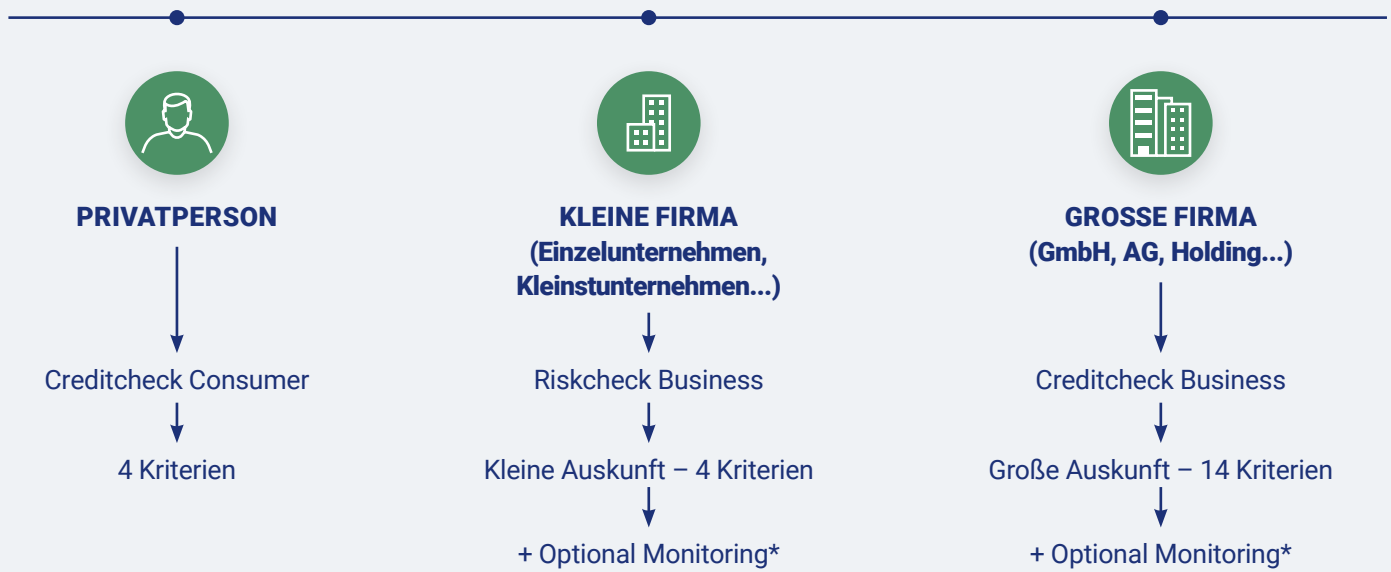 PRIVATPERSON
Creditcheck Consumer
4 Kriterien
KLEINE FIRMA
(Einzelunternehmen,
Kleinstunternehmen...)
Riskcheck Business
Kleine Auskunft – 4 Kriterien
+ Optional Monitoring*
GROSSE FIRMA
(GmbH, AG, Holding...)
Creditcheck Business
Große Auskunft – 14 Kriterien
+ Optional Monitoring*